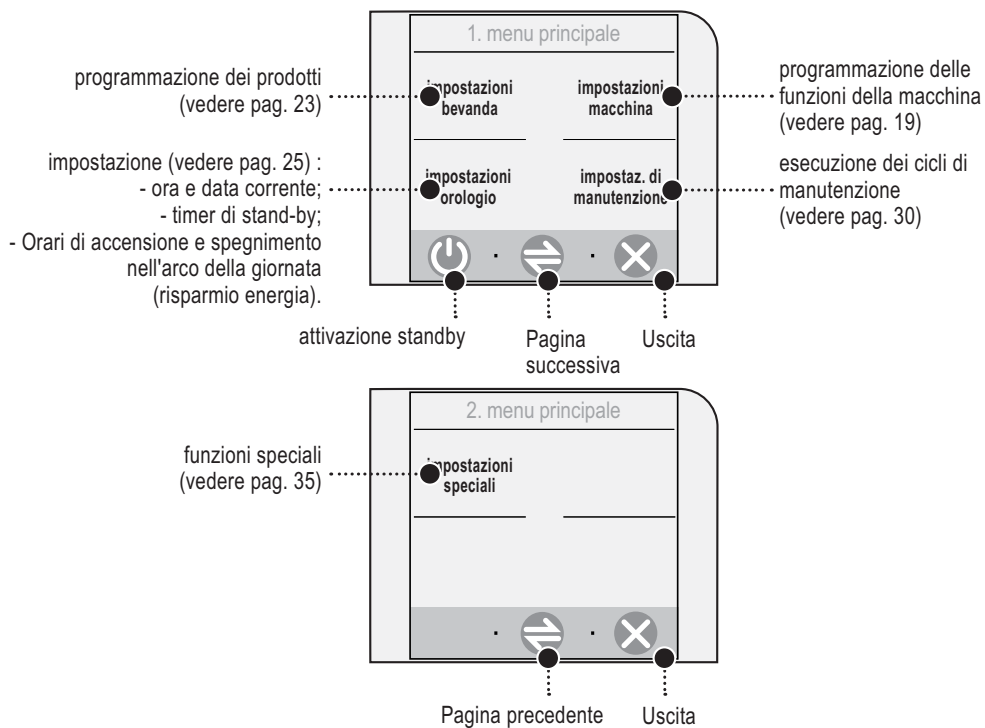 1. menu principale
programmazione dei prodotti
(vedere pag. 23)
impostazioni
bevanda
impostazioni
macchina
programmazione delle
funzioni della macchina
(vedere pag. 19)
impostazione (vedere pag. 25) :
- ora e data corrente;
- timer di stand-by;
- Orari di accensione e spegnimento
nell'arco della giornata
(risparmio energia).
impostazioni
orologio
impostaz. di
manutenzione
esecuzione dei cicli di
manutenzione
(vedere pag. 30)
attivazione standby
Pagina
successiva
Uscita
2. menu principale
funzioni speciali
(vedere pag. 35)
impostazioni
speciali
Pagina precedente
Uscita